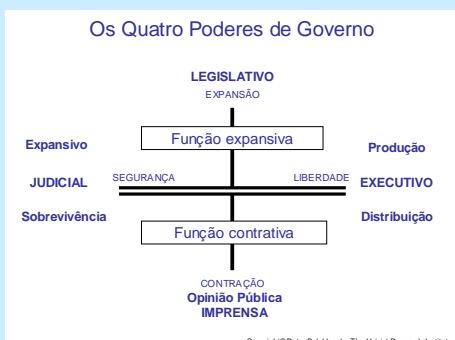 Os Quatro Poderes de Governo
LEGISLATIVO
EXPANSÃO
Função expansiva
Expansivo
Produção
SEGURANÇA
LIBERDADE
JUDICIAL
EXECUTIVO
Sobrevivência
Distribuição
Função contrativa
CONTRAÇÃO
Opinião Pública
IMPRENSA